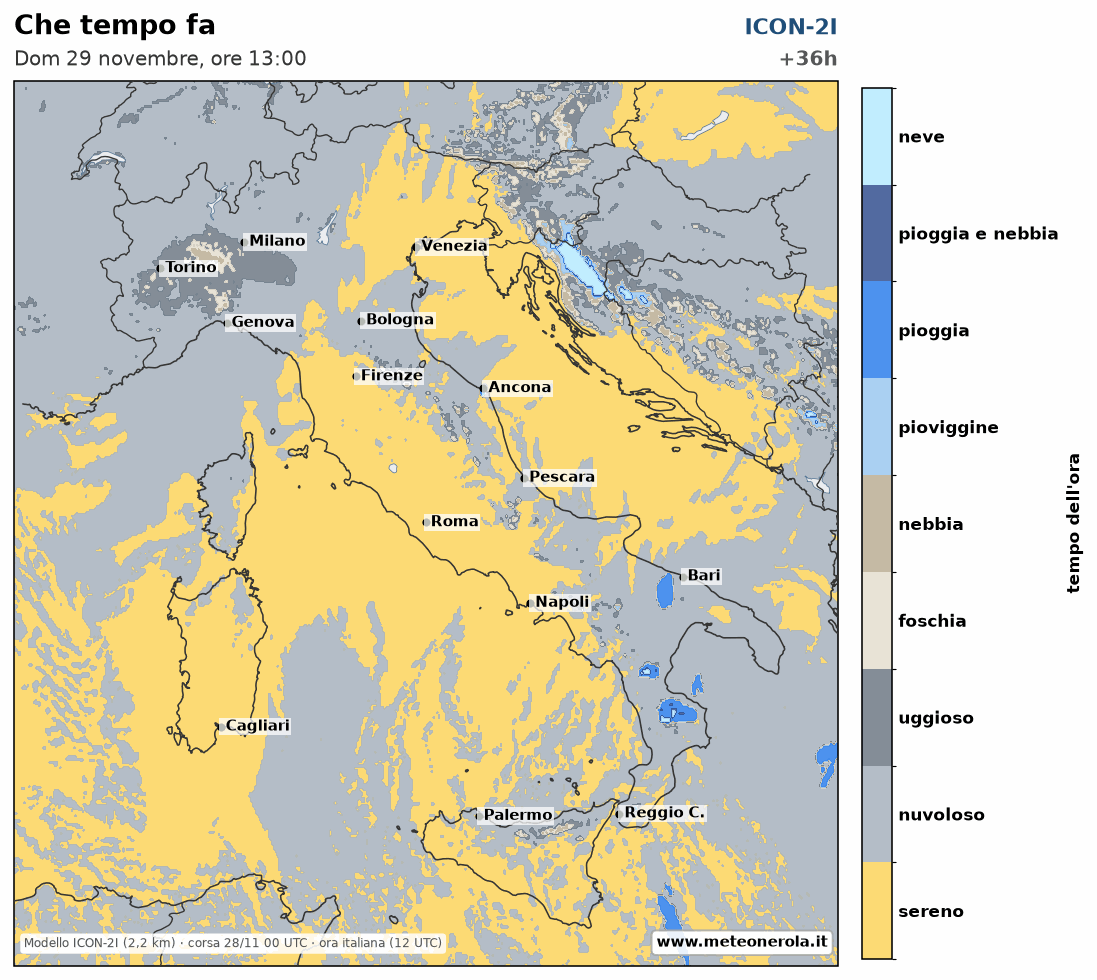 Che tempo fa
ICON-2I
Dom 29 novembre, ore 13:00
+36h
Milano
Venezia
Torino
Genova
Bologna
Firenze
Ancona
Pescara
Roma
Bari
Napoli
Cagliari
Palermo
Reggio C.
neve
pioggia e nebbia
pioggia
pioviggine
nebbia
foschia
uggioso
nuvoloso
sereno
tempo dell'ora
Modello ICON-2I (2,2 km) · corsa 28/11 00 UTC · ora italiana (12 UTC)
www.meteonerola.it